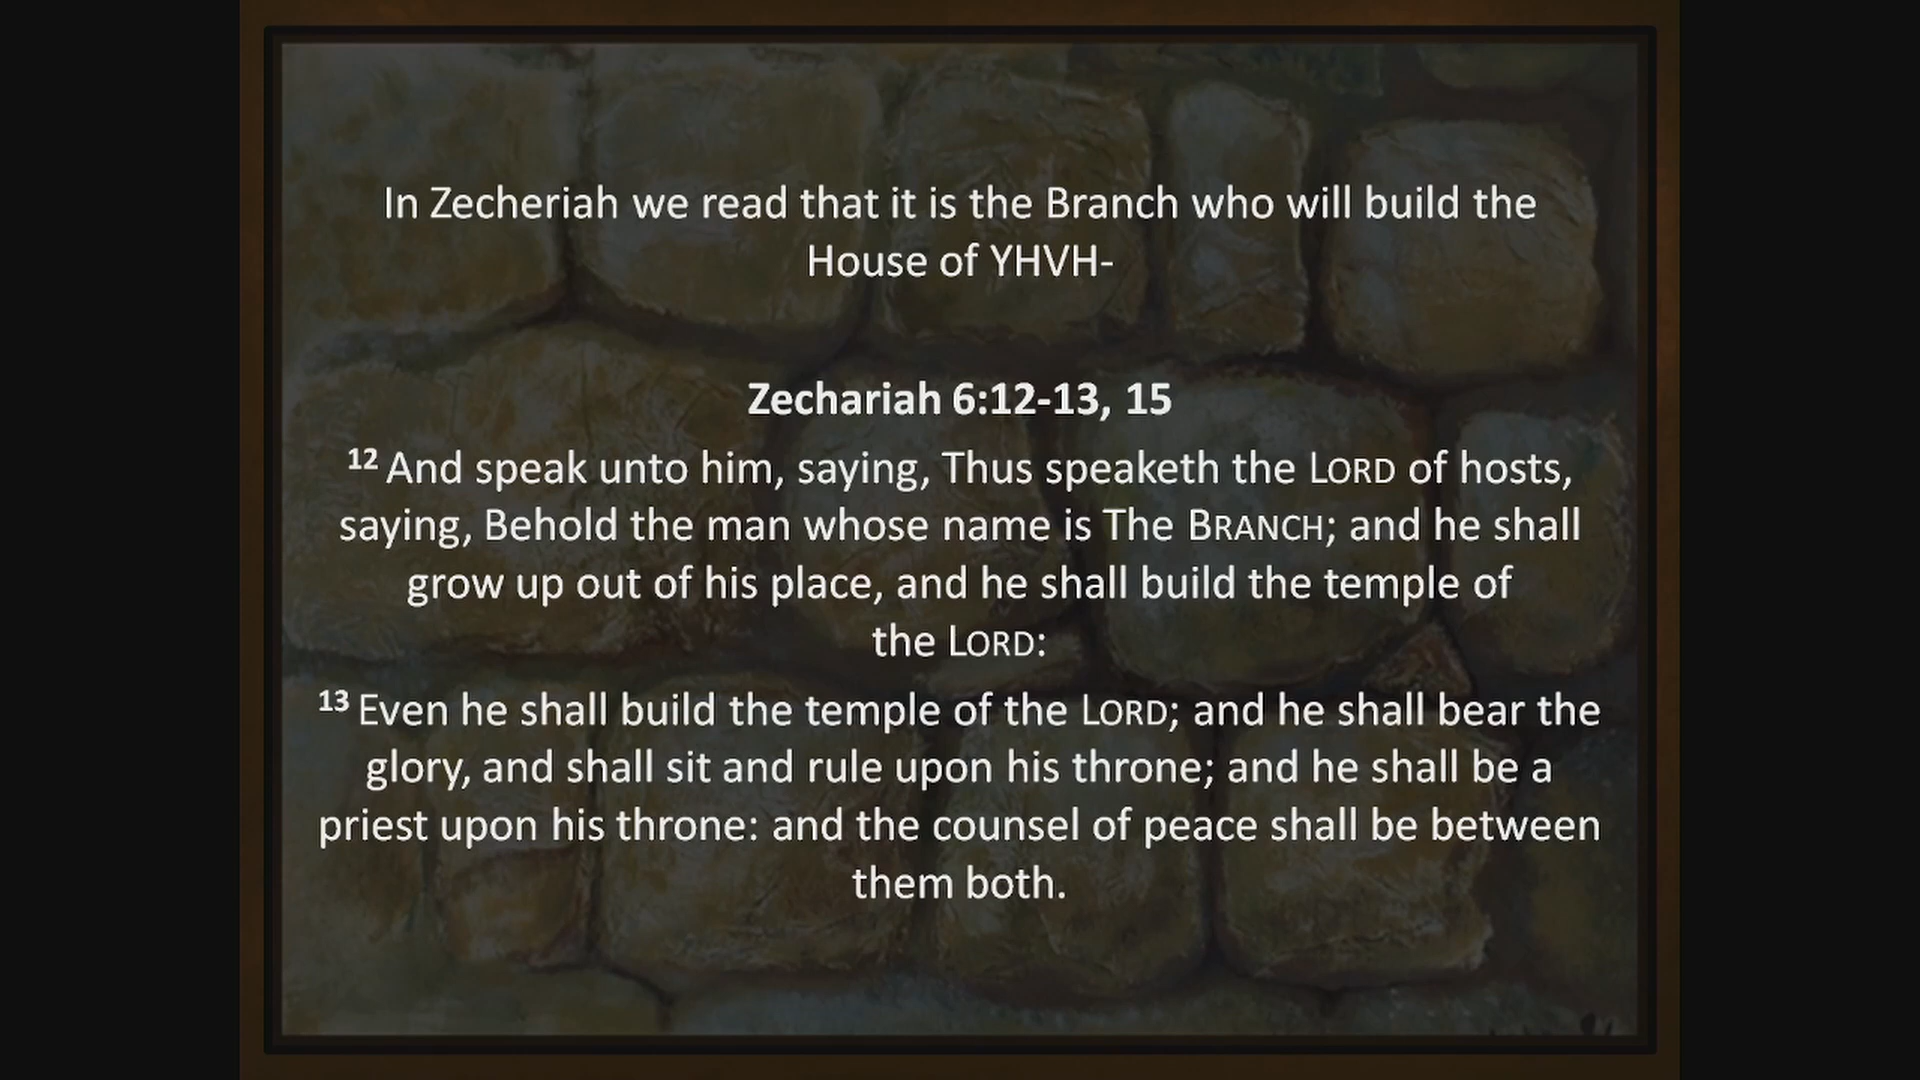 In Zecheriah we read that it is the Branch who will build the
House of YHVH-
Zechariah 6:12-13, 15
12 And speak unto him, saying, Thus speaketh the LORD of hosts,
saying, Behold the man whose name is The BRANCH; and he shall
grow up out of his place, and he shall build the temple of
the LORD:
13 Even he shall build the temple of the LORD; and he shall bear the
glory, and shall sit and rule upon his throne; and he shall be a
priest upon his throne: and the counsel of peace shall be between
them both.